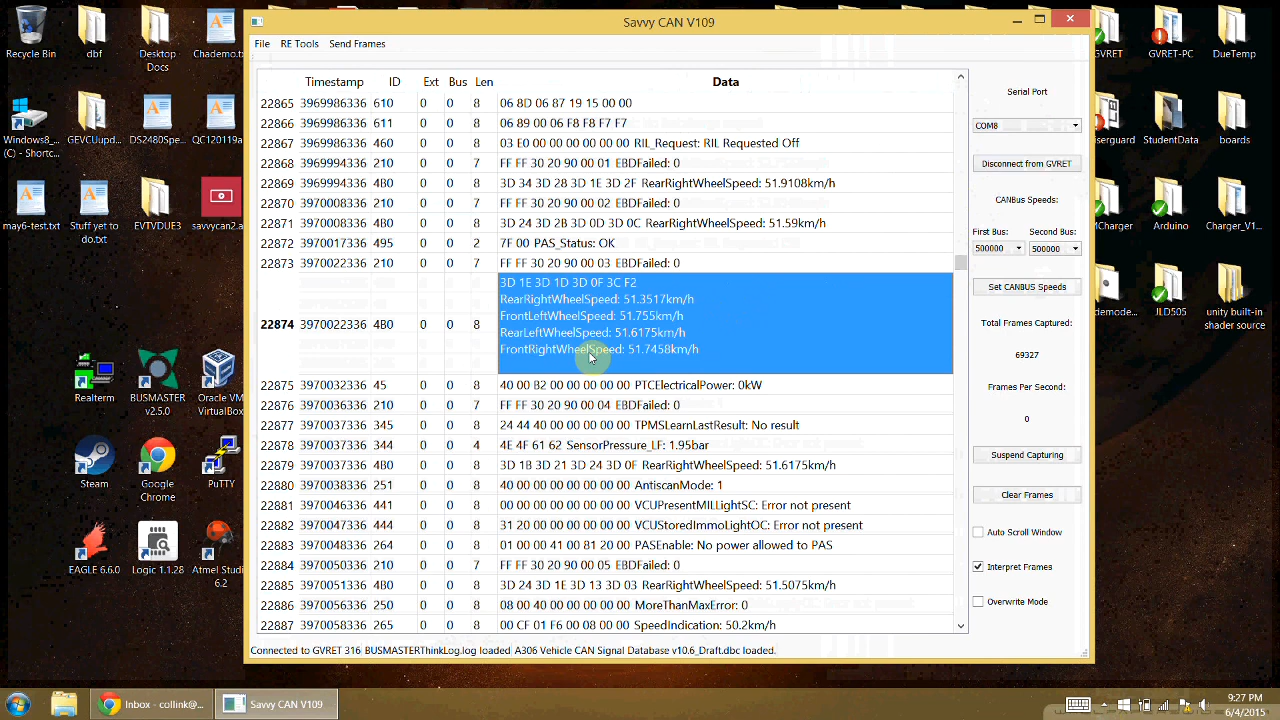 Savvy CAN V109
File RE Tools Send Frames
Timestamp ID Ext Bus Len Data
22865 3969986336 610 0 0 8 06 8D 06 87 19 15 00 00
22866 3969986336 611 0 0 8 06 89 00 06 F8 F8 F7 F7
22867 3969986336 460 0 0 8 03 E0 00 00 00 00 00 00 RIL_Request: RIL Requested Off
22868 3969994336 210 0 0 7 FF FF 30 20 90 00 01 EBDFailed: 0
22869 3969994336 4B0 0 0 8 3D 34 3D 28 3D 1E 3D 2F RearRightWheelSpeed: 51.9108km/h
22870 3970008336 210 0 0 7 FF FF 30 20 90 00 02 EBDFailed: 0
22871 3970008336 4B0 0 0 8 3D 24 3D 2B 3D 0D 3D 0C RearRightWheelSpeed: 51.59km/h
22872 3970017336 495 0 0 2 7F 00 PAS_Status: OK
22873 3970022336 210 0 0 7 FF FF 30 20 90 00 03 EBDFailed: 0
22874 3970022336 4B0 0 0 8 3D 1E 3D 1D 3D 0F 3C F2
RearRightWheelSpeed: 51.3517km/h
FrontLeftWheelSpeed: 51.755km/h
RearLeftWheelSpeed: 51.6175km/h
FrontRightWheelSpeed: 51.7458km/h
22875 3970032336 45 0 0 8 40 00 B2 00 00 00 00 00 PTCElectricalPower: 0kW
22876 3970036336 210 0 0 7 FF FF 30 20 90 00 04 EBDFailed: 0
22877 3970037336 345 0 0 8 24 44 40 00 00 00 00 00 TPMSLearnLastResult: No result
22878 3970037336 344 0 0 4 4E 4F 61 62 SensorPressure_LF: 1.95bar
22879 3970037336 4B0 0 0 8 3D 1B 3D 21 3D 24 3D 0F RearRightWheelSpeed: 51.6175km/h
22880 3970038336 251 0 0 8 40 00 00 00 00 00 00 00 AntiscanMode: 1
22881 3970046336 441 0 0 8 00 00 00 00 00 00 00 00 VCUPresentMILLightSC: Error not present
22882 3970047336 444 0 0 8 31 20 00 00 00 00 00 00 VCUStoredImmoLightOC: Error not present
22883 3970048336 264 0 0 8 01 00 00 41 00 81 20 00 PASEnable: No power allowed to PAS
22884 3970050336 210 0 0 7 FF FF 30 20 90 00 05 EBDFailed: 0
22885 3970051336 4B0 0 0 8 3D 24 3D 1E 3D 13 3D 03 RearRightWheelSpeed: 51.5075km/h
22886 3970056336 250 0 0 8 08 00 40 00 00 00 00 00 MoreThanMaxError: 0
22887 3970058336 265 0 0 8 00 CF 01 F6 00 08 00 00 SpeedIndication: 50.2km/h
Connected to GVRET 316 BUSMASTERThinkLog.log loaded A306 Vehicle CAN Signal Database v10.6_Draft.dbc loaded.
Serial Port
COM8
Disconnect from GVRET
CANBus Speeds:
First Bus: Second Bus:
500000 500000
Set CANBUS Speeds
Total Frames Captured:
69327
Frames Per Second:
0
Suspend Capturing
Clear Frames
Auto Scroll Window
Interpret Frames
Overwrite Mode
Recycle Bin
dbf
Desktop Docs
Windows8_... (C) - Shortc...
GEVCUupd...
DS2480Spe...
QC120119a
may6-test.txt
Stuff yet to do.txt
EVTVDUE3
savvycan2.a
Realterm
BUSMASTER v2.5.0
Oracle VM VirtualBox
Steam
Google Chrome
PuTTY
EAGLE 6.6.0
Logic 1.1.28
Atmel Studi 6.2
GVRET
GVRET-PC
DueTemp
StudentData
boards
Arduino
Charger_V1...
JLD505
unity built-in shader source
Inbox - collink@...
Savvy CAN V109
9:27 PM
6/4/2015